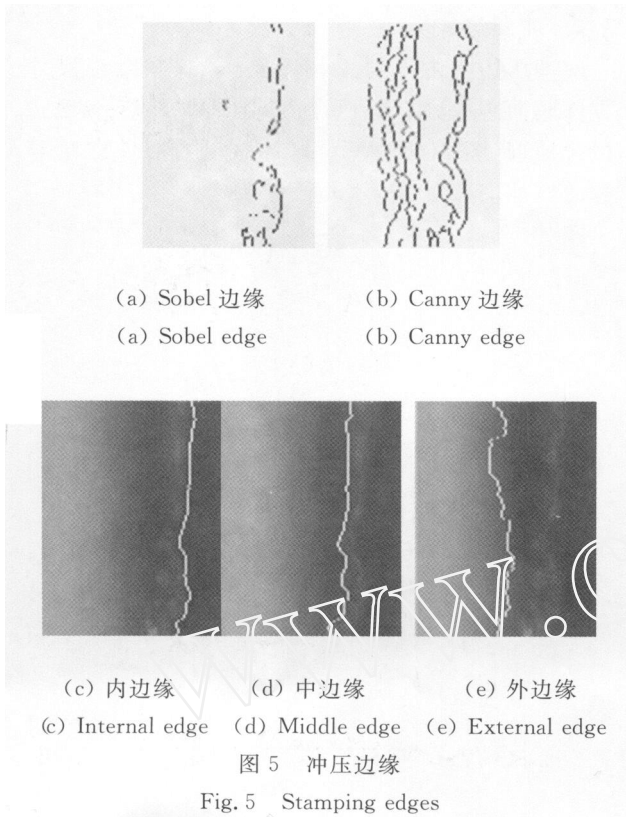 (a) Sobel 边缘 (b) Canny 边缘
(a) Sobel edge (b) Canny edge
www.c
(c) 内边缘 (d) 中边缘 (e) 外边缘
(c) Internal edge (d) Middle edge (e) External edge
图 5 冲压边缘
Fig. 5 Stamping edges